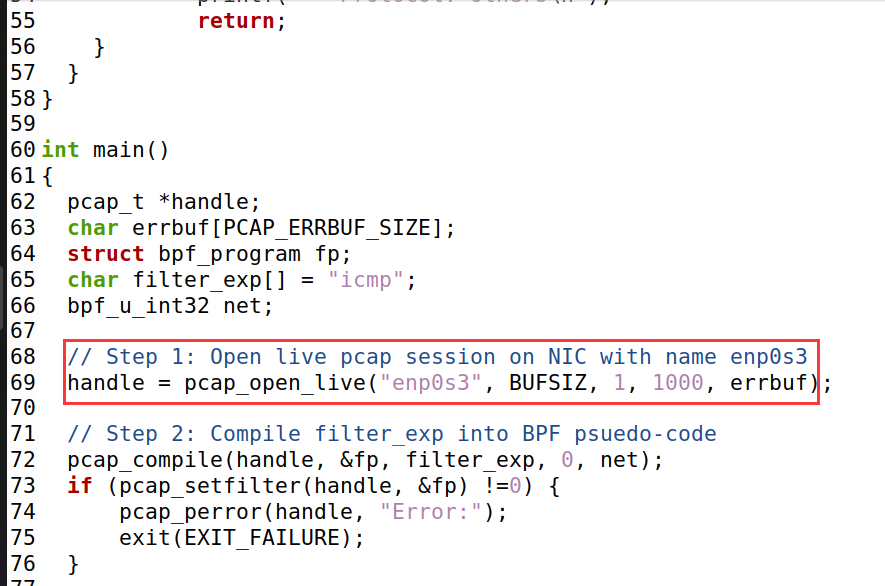 55 return;
56 }
57 }
58 }
59
60 int main()
61 {
62 pcap_t *handle;
63 char errbuf[PCAP_ERRBUF_SIZE];
64 struct bpf_program fp;
65 char filter_exp[] = "icmp";
66 bpf_u_int32 net;
67
68 // Step 1: Open live pcap session on NIC with name enp0s3
69 handle = pcap_open_live("enp0s3", BUFSIZ, 1, 1000, errbuf);
70
71 // Step 2: Compile filter_exp into BPF psuedo-code
72 pcap_compile(handle, &fp, filter_exp, 0, net);
73 if (pcap_setfilter(handle, &fp) !=0) {
74 pcap_perror(handle, "Error:");
75 exit(EXIT_FAILURE);
76 }